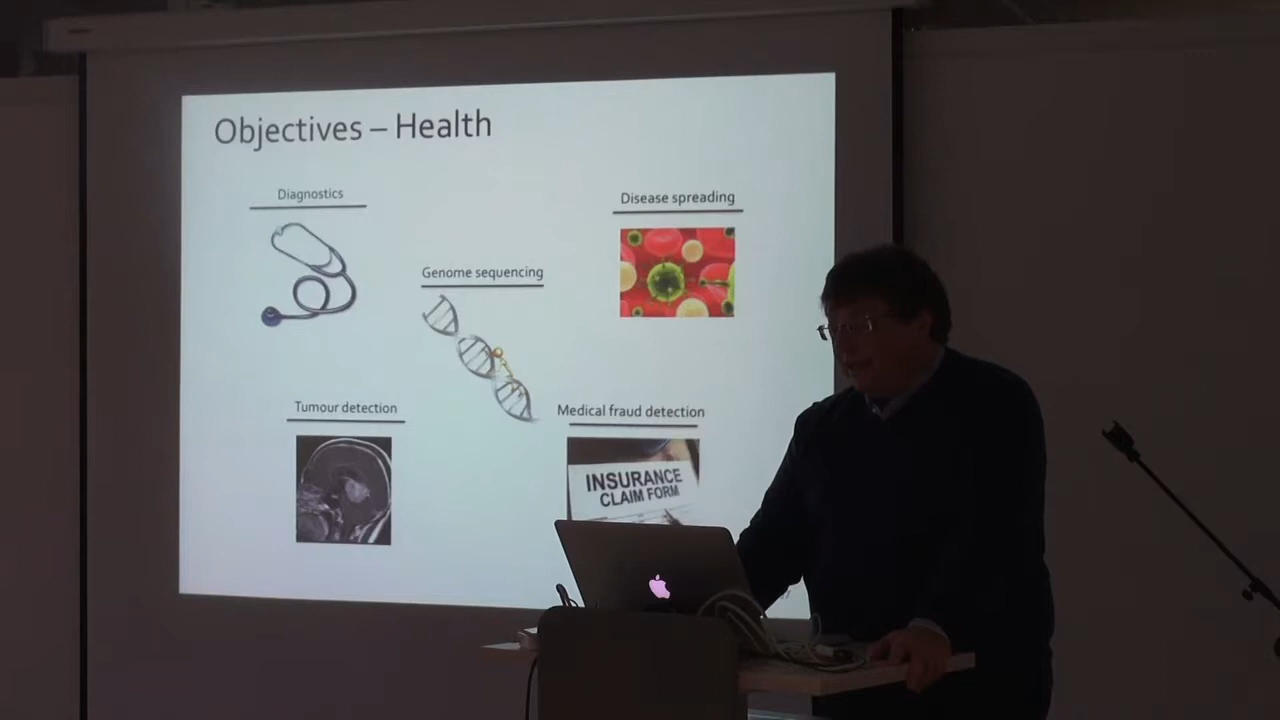 Objectives – Health
Diagnostics
Disease spreading
Genome sequencing
Tumour detection
Medical fraud detection
INSURANCE
CLAIM FORM